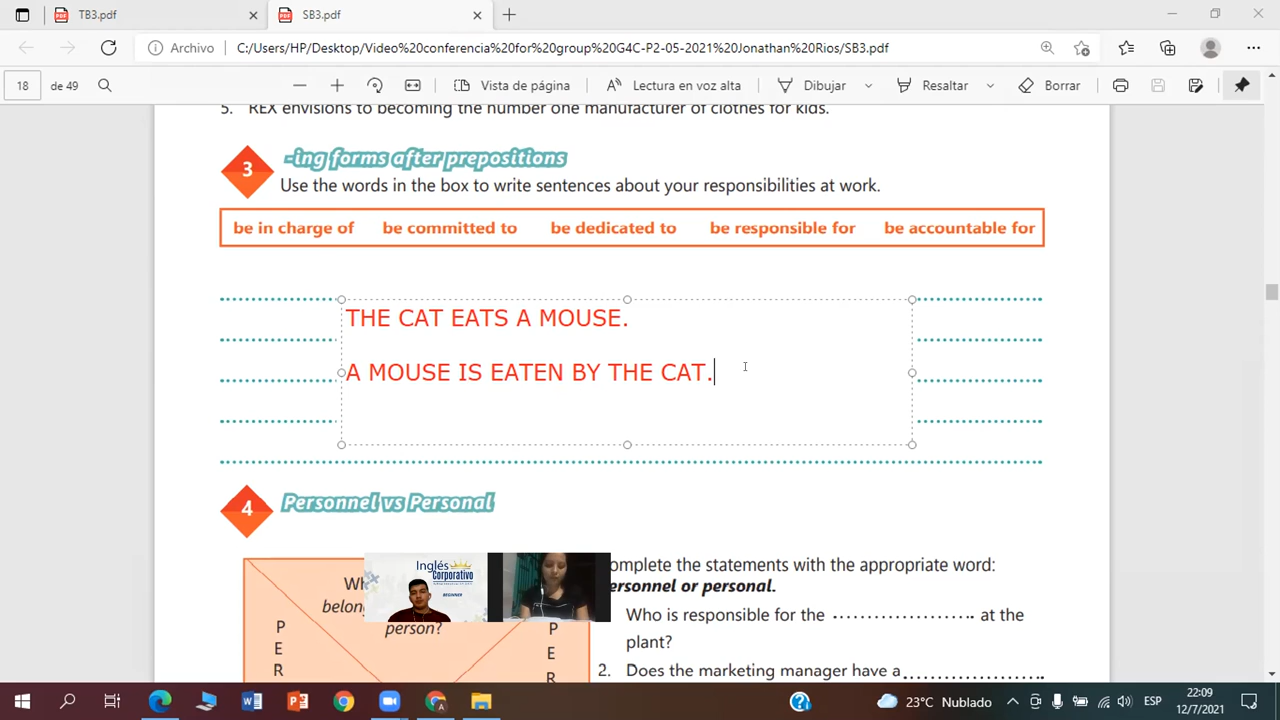 TB3.pdf
SB3.pdf
Archivo
C:/Users/HP/Desktop/Video%20conferencia%20for%20group%20G4C-P2-05-2021%20Jonathan%20Rios/SB3.pdf
18
de 49
Vista de página
Lectura en voz alta
Dibujar
Resaltar
Borrar
5. REX envisions to becoming the number one manufacturer of clothes for kids.
3
-ing forms after prepositions
Use the words in the box to write sentences about your responsibilities at work.
be in charge of be committed to be dedicated to be responsible for be accountable for
THE CAT EATS A MOUSE.
A MOUSE IS EATEN BY THE CAT.
4
Personnel vs Personal
Wh
belong
person?
P
E
R
P
E
R
Inglés
Corporativo
BEGINNER
omplete the statements with the appropriate word:
ersonnel or personal.
Who is responsible for the .................... at the
plant?
2. Does the marketing manager have a....................
23°C Nublado
ESP
22:09
12/7/2021